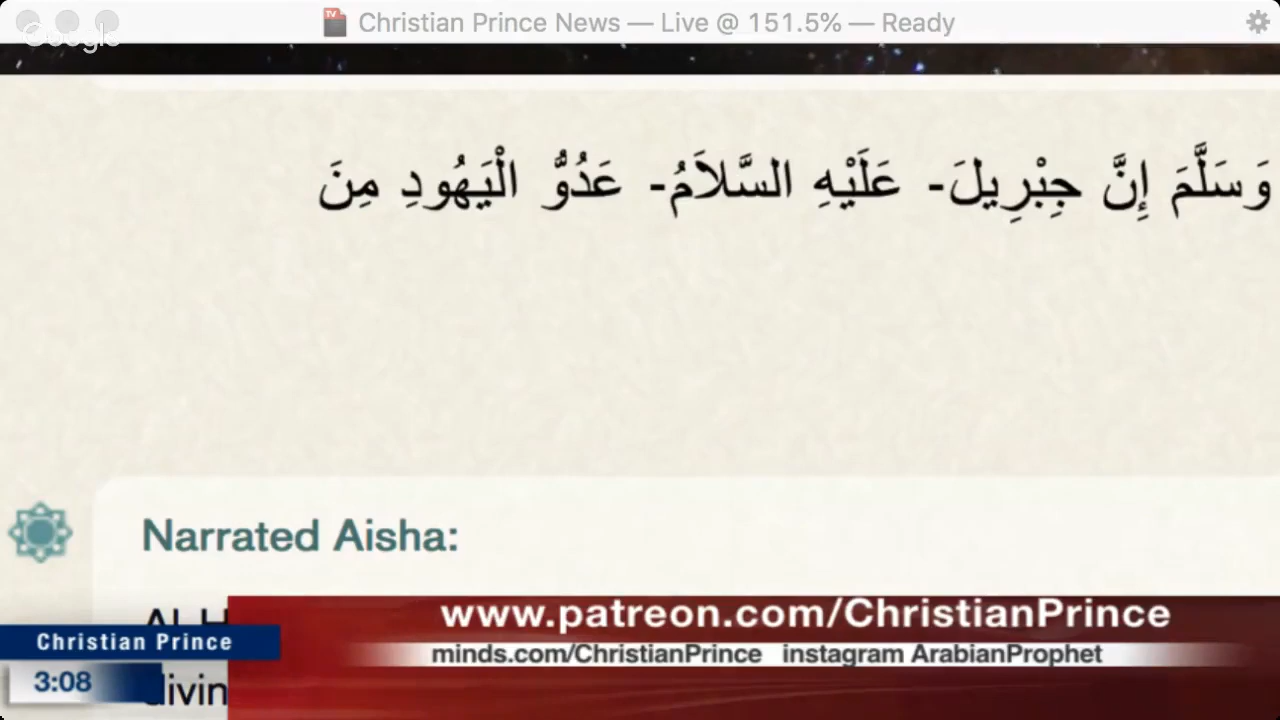 Google
Christian Prince News — Live @ 151.5% — Ready
وَسَلَّمَ إِنَّ جِبْرِيلَ- عَلَيْهِ السَّلاَمُ- عَدُوُّ الْيَهُودِ مِنَ
Narrated Aisha:
www.patreon.com/ChristianPrince
Christian Prince
minds.com/ChristianPrince instagram ArabianProphet
3:08